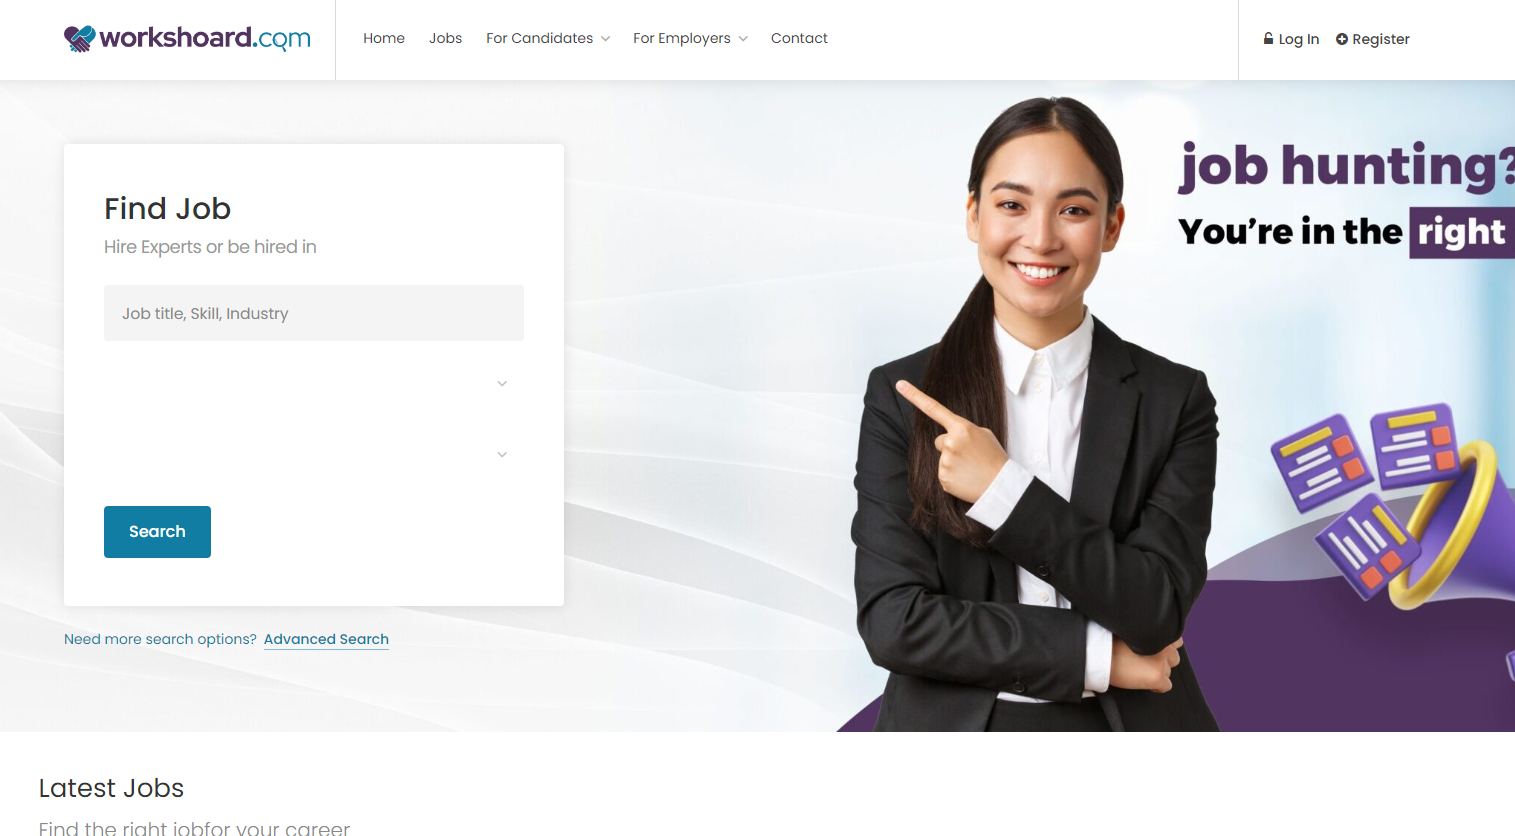 workshoard.com
Home
Jobs
For Candidates
For Employers
Contact
Log In
Register
Find Job
Hire Experts or be hired in
Job title, Skill, Industry
Search
Need more search options? Advanced Search
job hunting?
You're in the right
Latest Jobs
Find the right jobfor your career